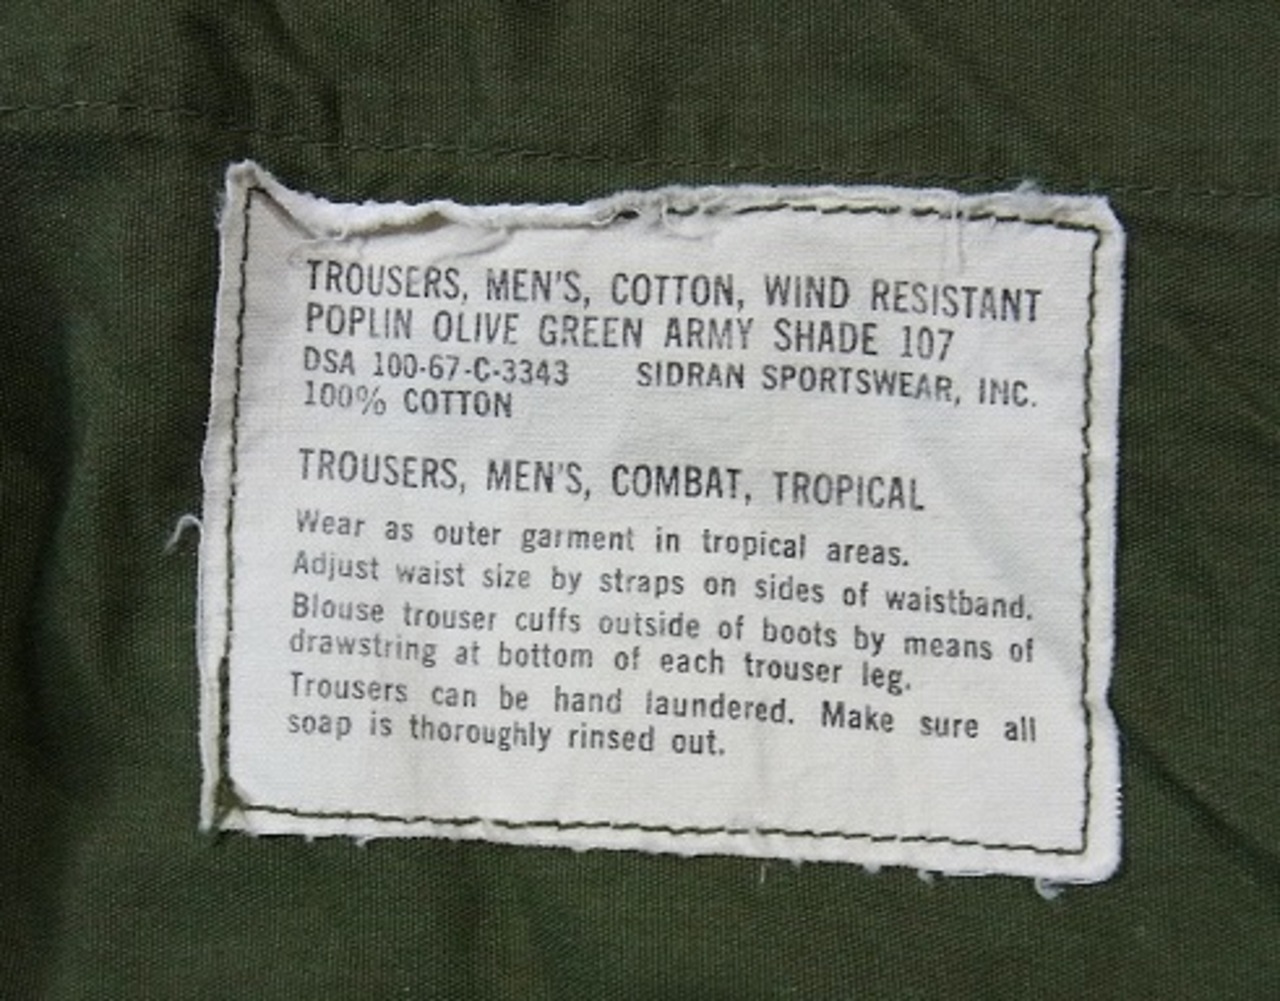 TROUSERS, MEN'S, COTTON, WIND RESISTANT
POPLIN OLIVE GREEN ARMY SHADE 107
DSA 100-67-C-3343 SIDRAN SPORTSWEAR, INC.
100% COTTON
TROUSERS, MEN'S, COMBAT, TROPICAL
Wear as outer garment in tropical areas.
Adjust waist size by straps on sides of waistband.
Blouse trouser cuffs outside of boots by means of
drawstring at bottom of each trouser leg.
Trousers can be hand laundered. Make sure all
soap is thoroughly rinsed out.